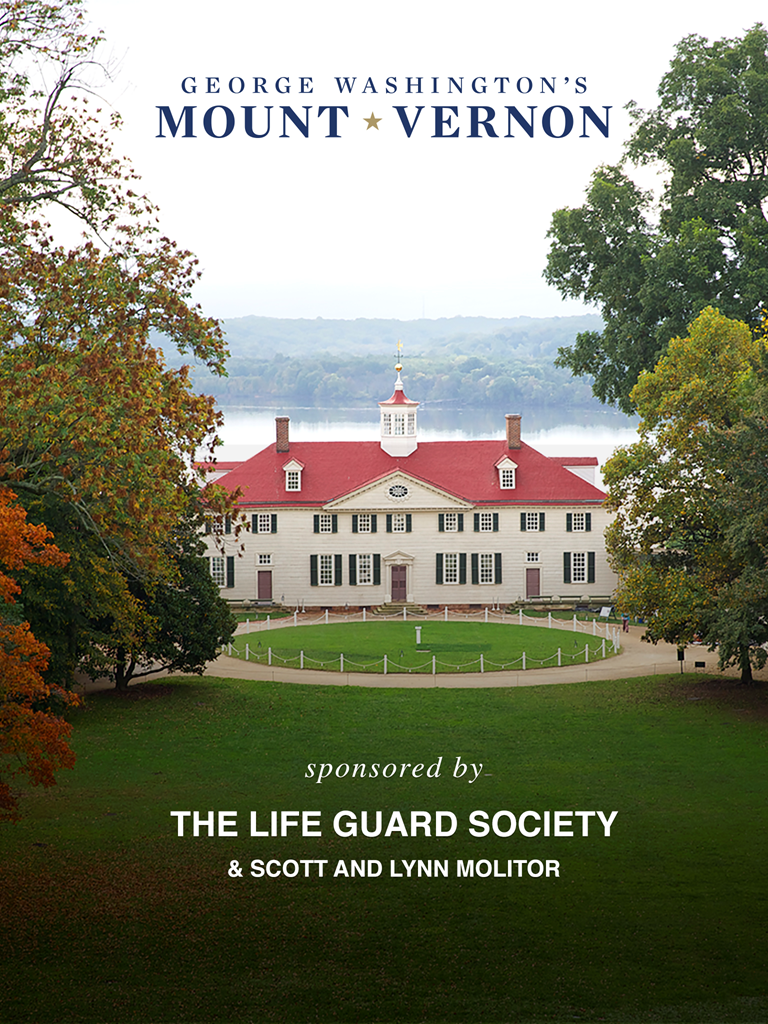 GEORGE WASHINGTON’S
MOUNT ★ VERNON
sponsored by
THE LIFE GUARD SOCIETY
& SCOTT AND LYNN MOLITOR